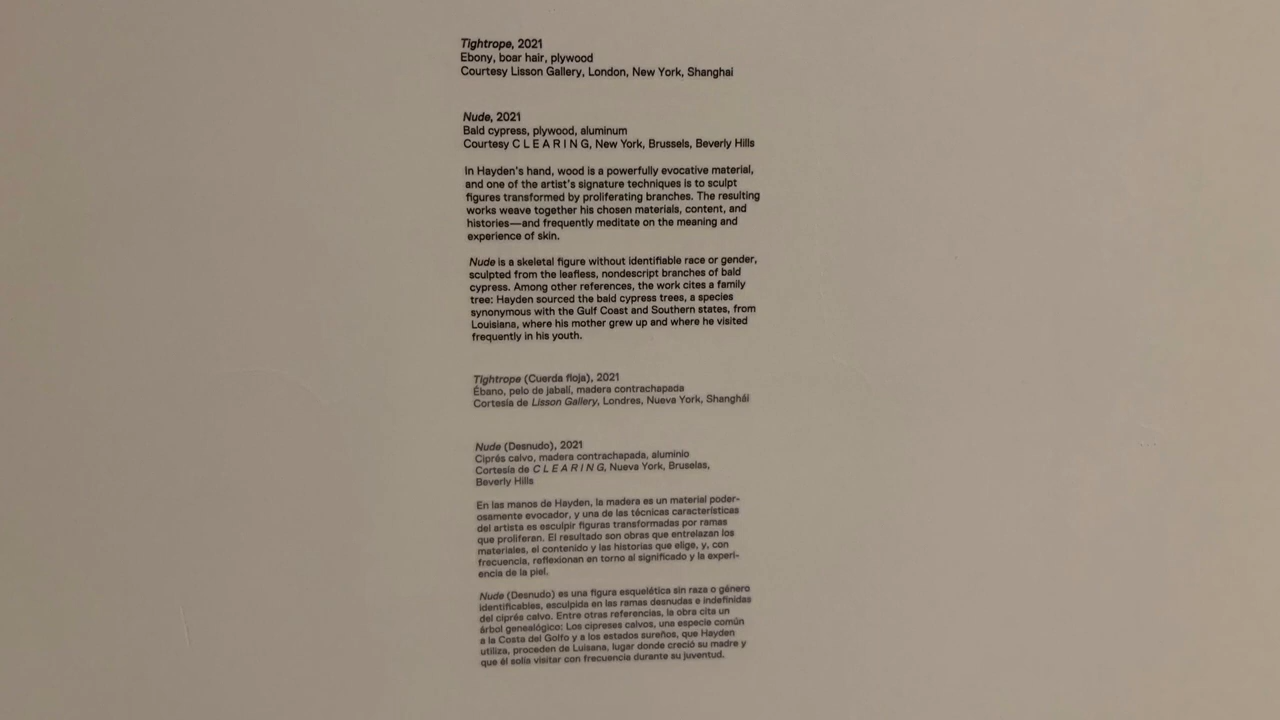 Tightrope, 2021
Ebony, boar hair, plywood
Courtesy Lisson Gallery, London, New York, Shanghai
Nude, 2021
Bald cypress, plywood, aluminum
Courtesy C L E A R I N G, New York, Brussels, Beverly Hills
In Hayden's hand, wood is a powerfully evocative material,
and one of the artist's signature techniques is to sculpt
figures transformed by proliferating branches. The resulting
works weave together his chosen materials, content, and
histories—and frequently meditate on the meaning and
experience of skin.
Nude is a skeletal figure without identifiable race or gender,
sculpted from the leafless, nondescript branches of bald
cypress. Among other references, the work cites a family
tree: Hayden sourced the bald cypress trees, a species
synonymous with the Gulf Coast and Southern states, from
Louisiana, where his mother grew up and where he visited
frequently in his youth.
Tightrope (Cuerda floja), 2021
Ébano, pelo de jabalí, madera contrachapada
Cortesía de Lisson Gallery, Londres, Nueva York, Shanghái
Nude (Desnudo), 2021
Ciprés calvo, madera contrachapada, aluminio
Cortesía de C L E A R I N G, Nueva York, Bruselas,
Beverly Hills
En las manos de Hayden, la madera es un material poder-
osamente evocador, y una de las técnicas características
del artista es esculpir figuras transformadas por ramas
que proliferan. El resultado son obras que entrelazan los
materiales, el contenido y las historias que elige, y, con
frecuencia, reflexionan en torno al significado y la experi-
encia de la piel.
Nude (Desnudo) es una figura esquelética sin raza o género
identificables, esculpida en las ramas desnudas e indefinidas
del ciprés calvo. Entre otras referencias, la obra cita un
árbol genealógico: Los cipreses calvos, una especie común
a la Costa del Golfo y a los estados sureños, que Hayden
utiliza, proceden de Luisana, lugar donde creció su madre y
que él solía visitar con frecuencia durante su juventud.